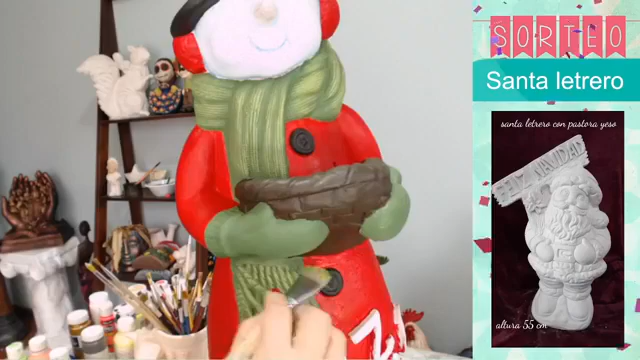 SORTEO
Santa letrero
santa letrero con pastora yeso
FELIZ NAVIDAD
altura 55 cm